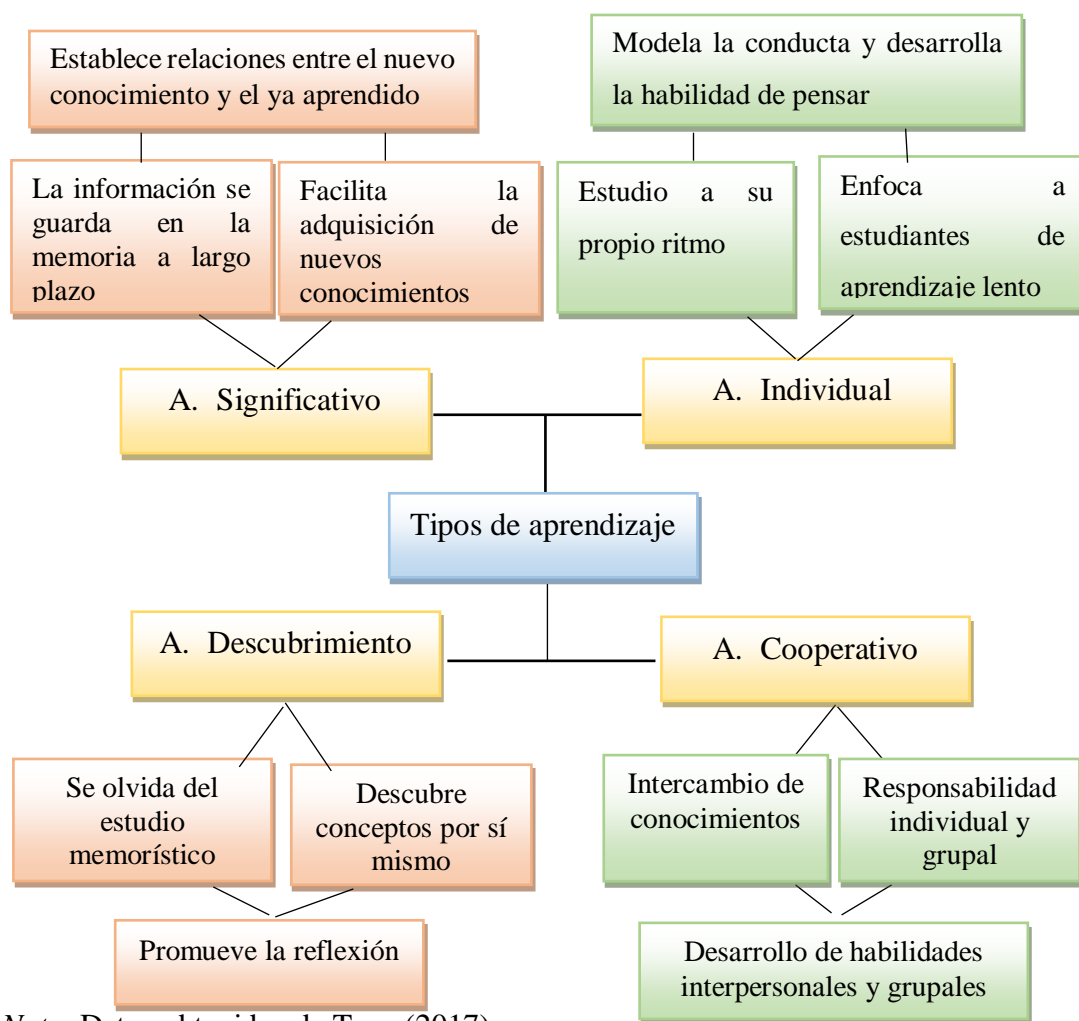 Establece relaciones entre el nuevo
conocimiento y el ya aprendido
Modela la conducta y desarrolla
la habilidad de pensar
La información se
guarda en la
memoria a largo
plazo
Facilita la
adquisición de
nuevos
conocimientos
Estudio a su
propio ritmo
Enfoca a
estudiantes de
aprendizaje lento
A. Significativo
A. Individual
Tipos de aprendizaje
A. Descubrimiento
A. Cooperativo
Se olvida del
estudio
memorístico
Descubre
conceptos por sí
mismo
Intercambio de
conocimientos
Responsabilidad
individual y
grupal
Promueve la reflexión
Desarrollo de habilidades
interpersonales y grupales